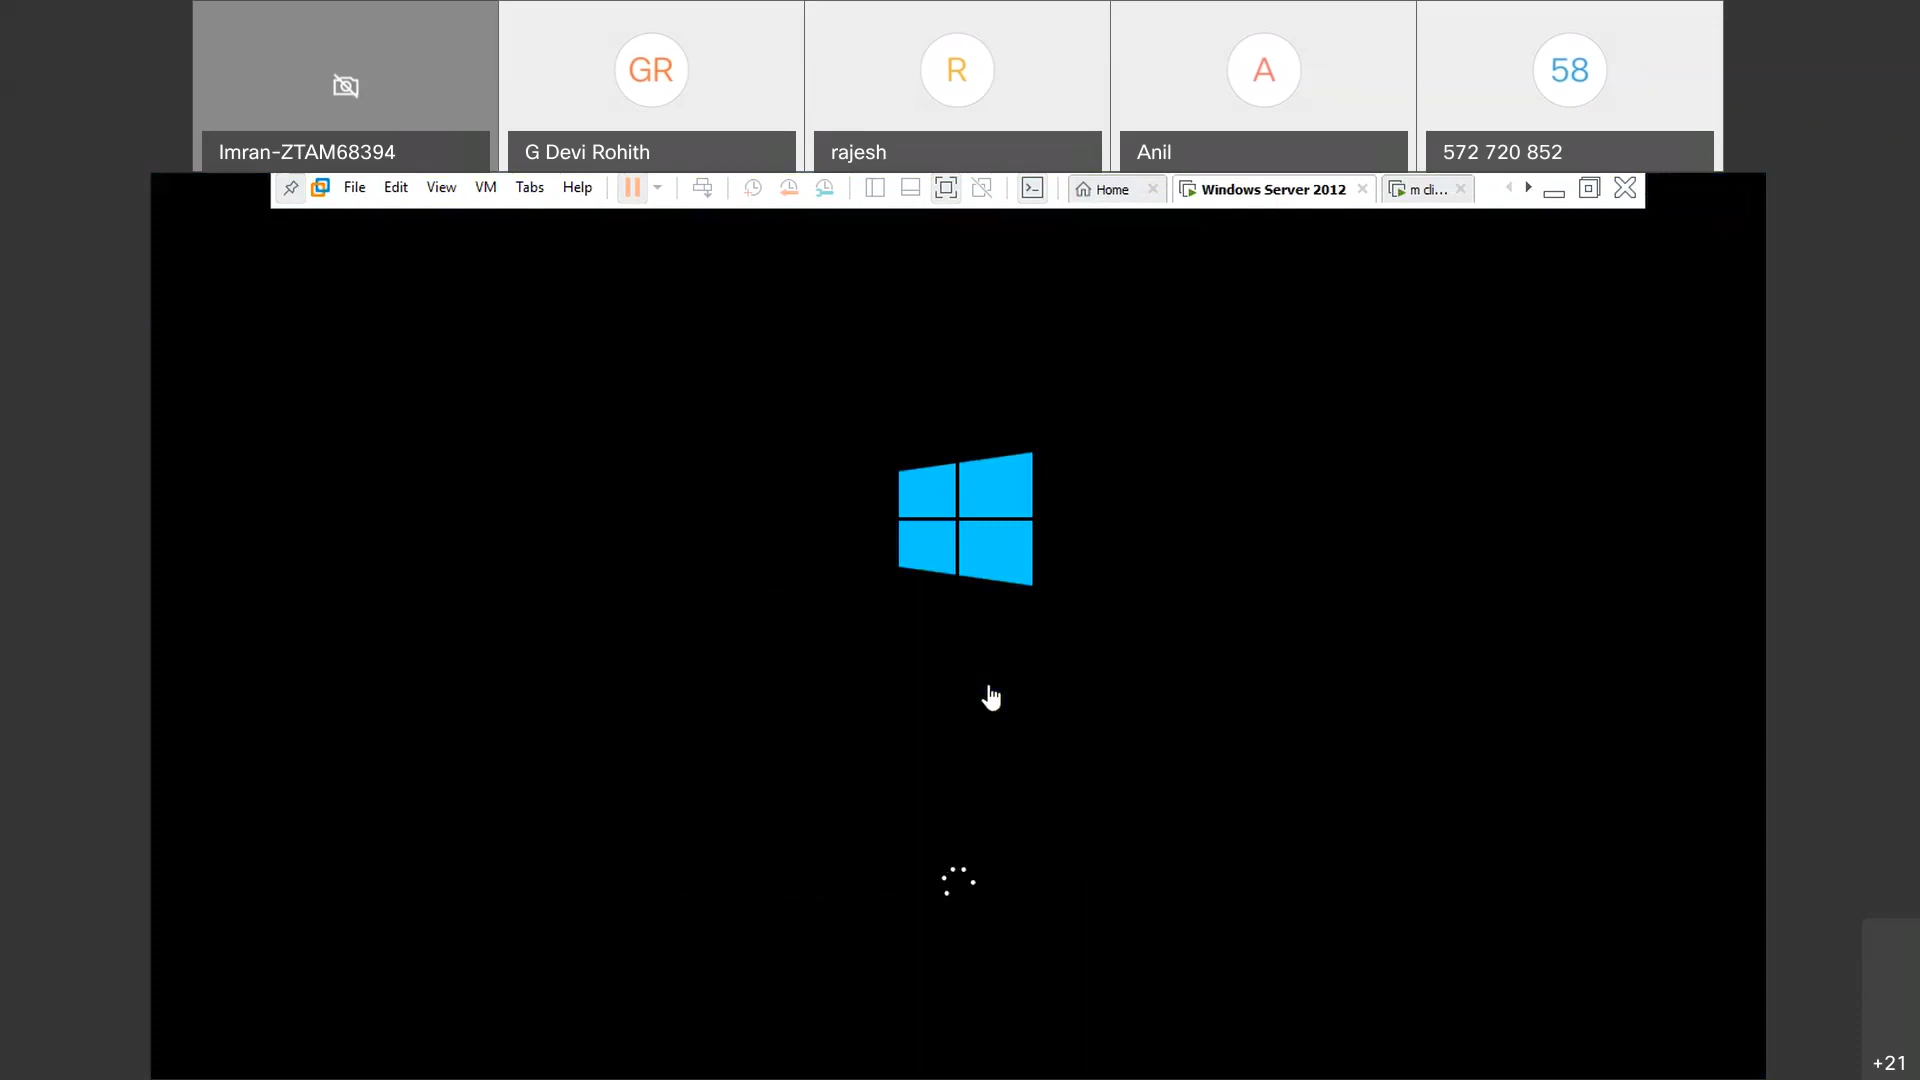 GR
R
A
58
Imran-ZTAM68394
G Devi Rohith
rajesh
Anil
572 720 852
File Edit View VM Tabs Help
Home
Windows Server 2012
m cli...
+21